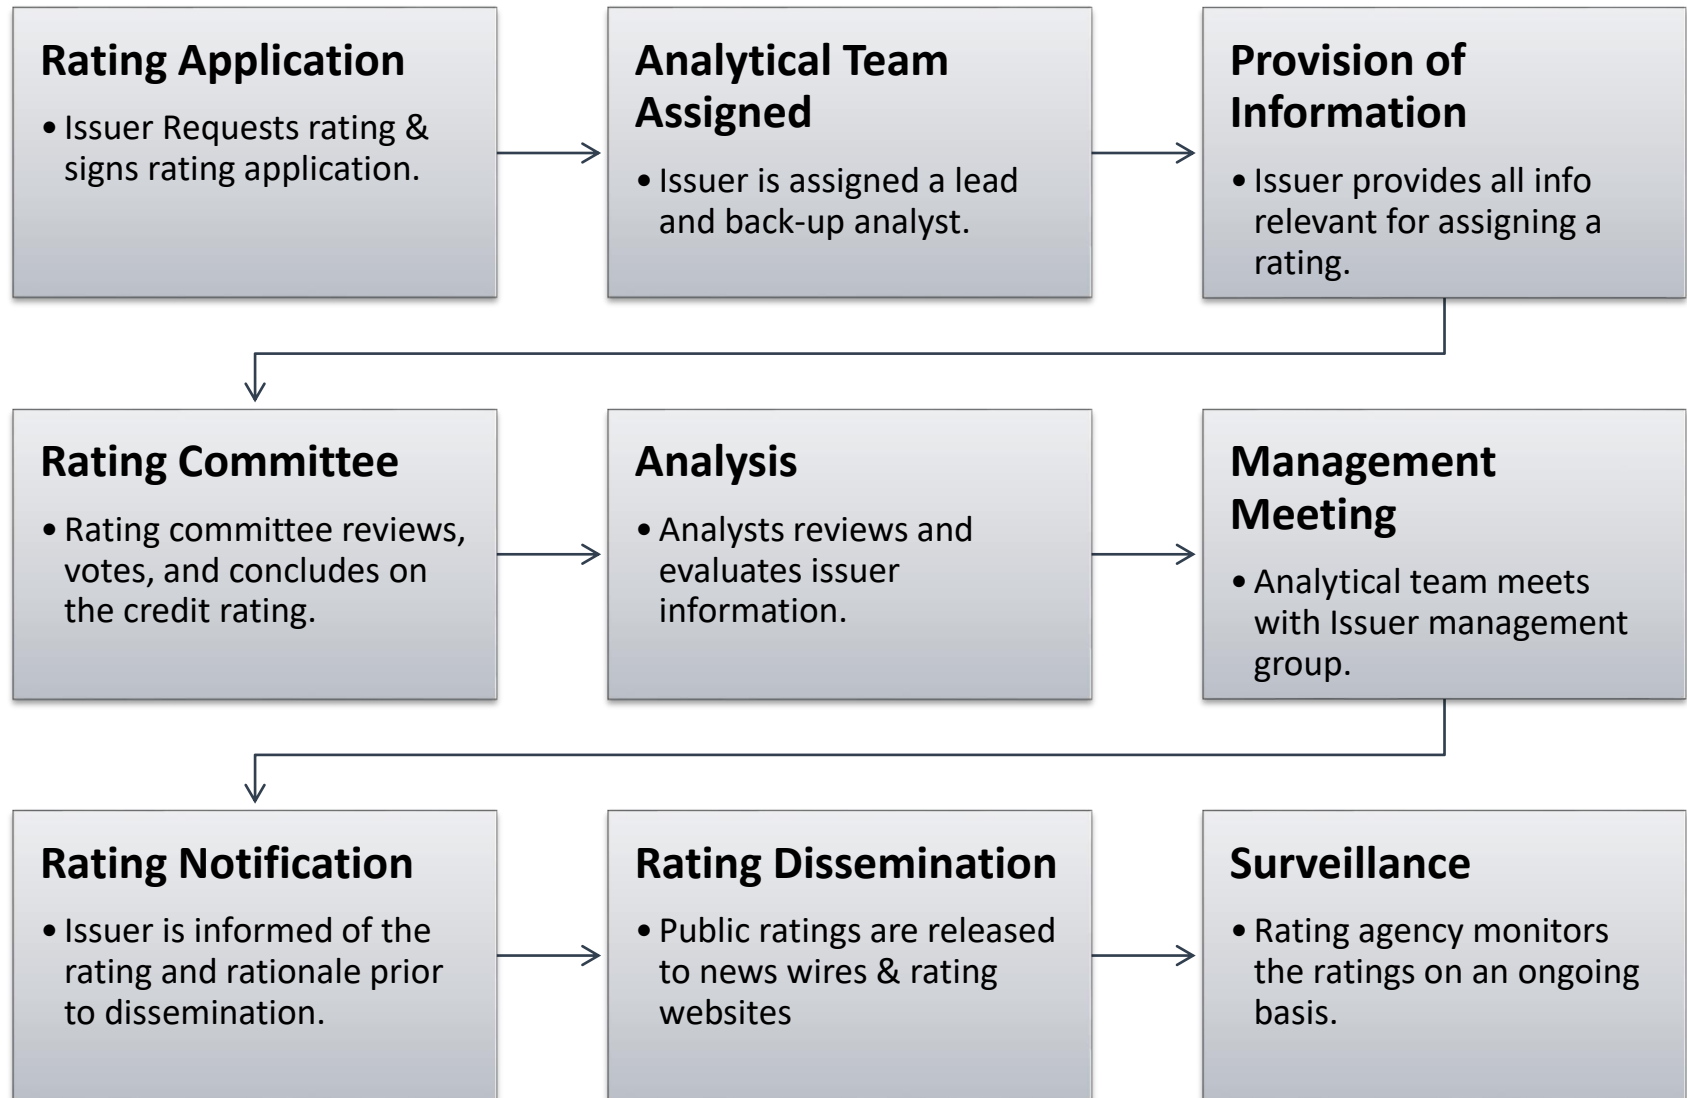 Rating Application
• Issuer Requests rating &
signs rating application.
Analytical Team
Assigned
• Issuer is assigned a lead
and back-up analyst.
Provision of
Information
• Issuer provides all info
relevant for assigning a
rating.
Rating Committee
• Rating committee reviews,
votes, and concludes on
the credit rating.
Analysis
• Analysts reviews and
evaluates issuer
information.
Management
Meeting
• Analytical team meets
with Issuer management
group.
Rating Notification
• Issuer is informed of the
rating and rationale prior
to dissemination.
Rating Dissemination
• Public ratings are released
to news wires & rating
websites
Surveillance
• Rating agency monitors
the ratings on an ongoing
basis.